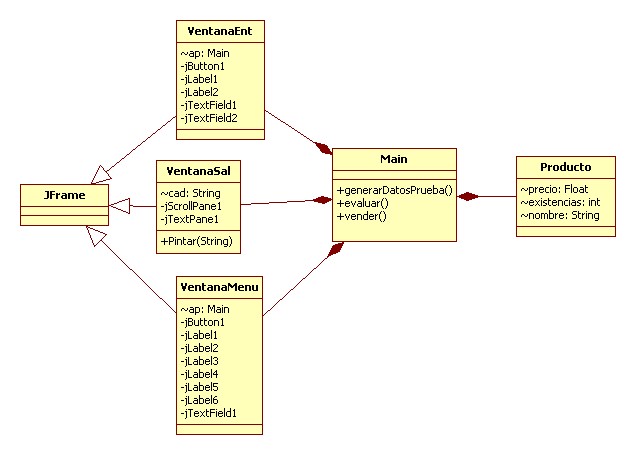 VentanaEnt
~ap: Main
-jButton1
-jLabel1
-jLabel2
-jTextField1
-jTextField2
JFrame
VentanaSal
~cad: String
-jScrollPane1
-jTextPane1
+Pintar(String)
Main
+generarDatosPrueba()
+evaluar()
+vender()
Producto
~precio: Float
~existencias: int
~nombre: String
VentanaMenu
~ap: Main
-jButton1
-jLabel1
-jLabel2
-jLabel3
-jLabel4
-jLabel5
-jLabel6
-jTextField1